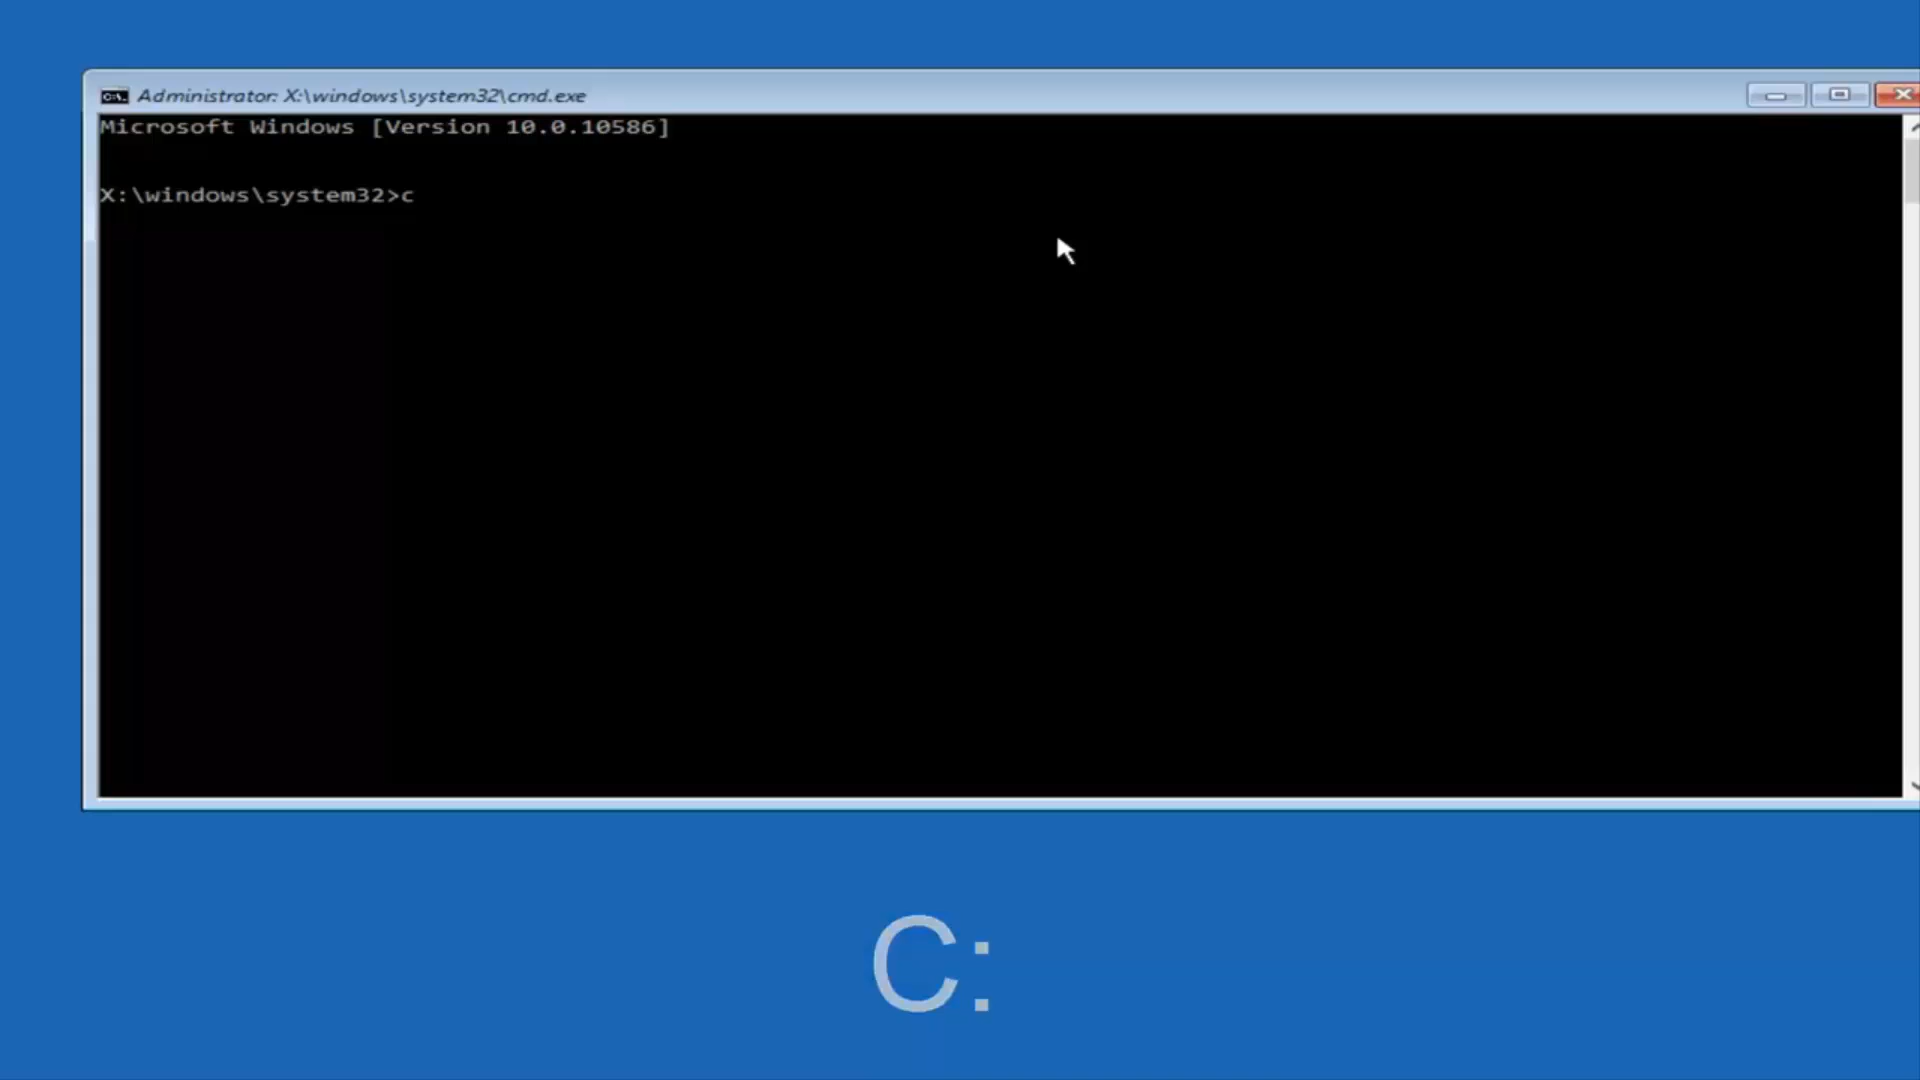 Administrator: X:\windows\system32\cmd.exe
Microsoft Windows [Version 10.0.10586]
X:\windows\system32>c
C: